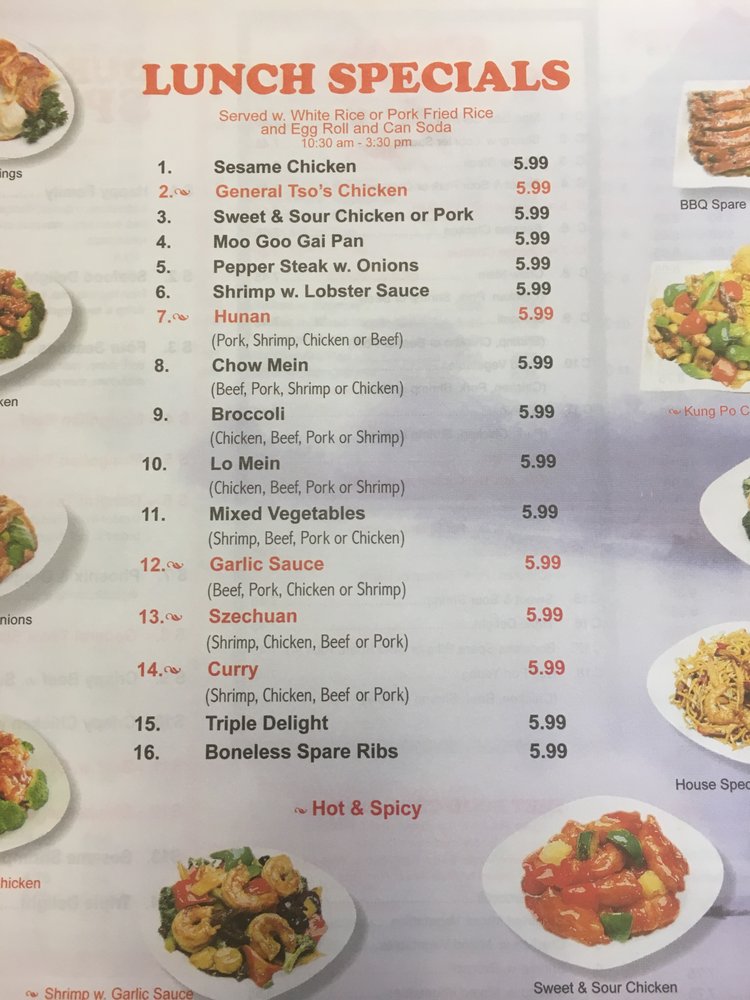 LUNCH SPECIALS
Served w. White Rice or Pork Fried Rice
and Egg Roll and Can Soda
10:30 am - 3:30 pm
1. Sesame Chicken 5.99
2. General Tso's Chicken 5.99
3. Sweet & Sour Chicken or Pork 5.99
4. Moo Goo Gai Pan 5.99
5. Pepper Steak w. Onions 5.99
6. Shrimp w. Lobster Sauce 5.99
7. Hunan 5.99
(Pork, Shrimp, Chicken or Beef)
8. Chow Mein 5.99
(Beef, Pork, Shrimp or Chicken)
9. Broccoli 5.99
(Chicken, Beef, Pork or Shrimp)
10. Lo Mein 5.99
(Chicken, Beef, Pork or Shrimp)
11. Mixed Vegetables 5.99
(Shrimp, Beef, Pork or Chicken)
12. Garlic Sauce 5.99
(Beef, Pork, Chicken or Shrimp)
13. Szechuan 5.99
(Shrimp, Chicken, Beef or Pork)
14. Curry 5.99
(Shrimp, Chicken, Beef or Pork)
15. Triple Delight 5.99
16. Boneless Spare Ribs 5.99
Hot & Spicy
ings
ken
nions
hicken
Shrimp w. Garlic Sauce
BBQ Spare
Kung Po C
House Spec
Sweet & Sour Chicken